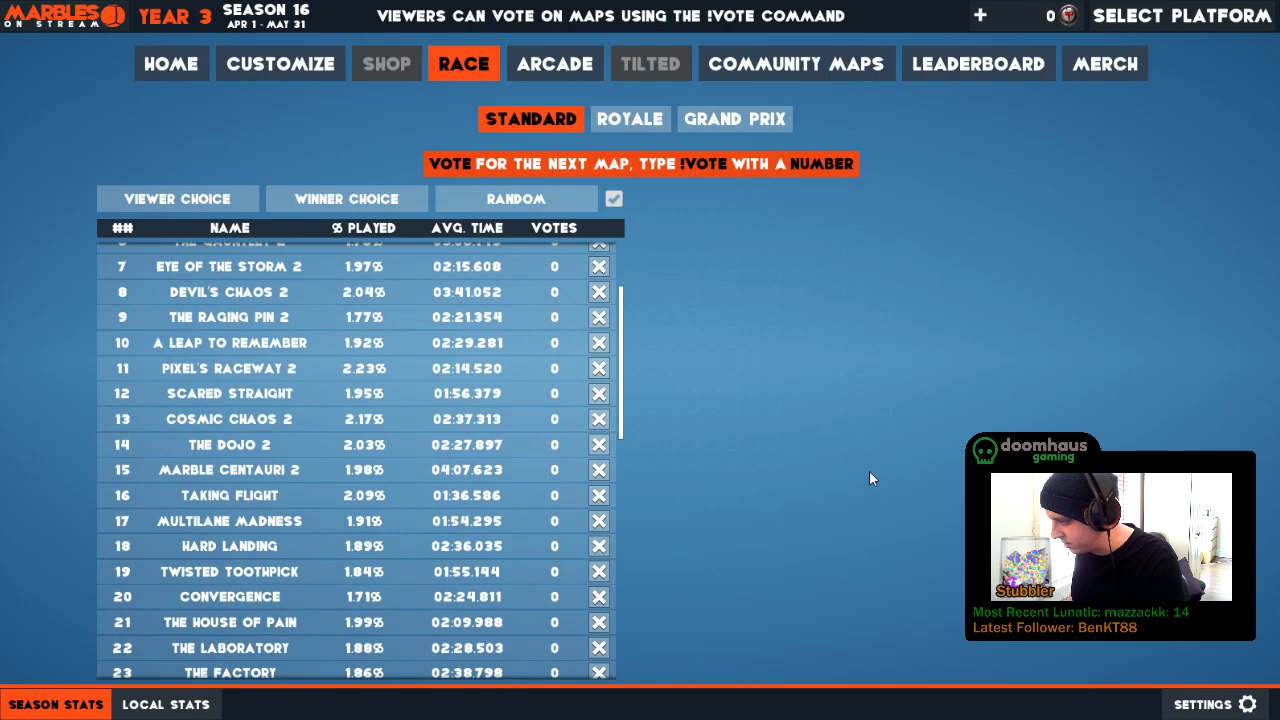 MARBLES
ON STREAM
YEAR 3
SEASON 16
APR 1 - MAY 31
VIEWERS CAN VOTE ON MAPS USING THE !VOTE COMMAND
+ 0 SELECT PLATFORM
HOME CUSTOMIZE SHOP RACE ARCADE TILTED COMMUNITY MAPS LEADERBOARD MERCH
STANDARD ROYALE GRAND PRIX
VOTE FOR THE NEXT MAP, TYPE !VOTE WITH A NUMBER
VIEWER CHOICE WINNER CHOICE RANDOM
## NAME % PLAYED AVG. TIME VOTES
7 EYE OF THE STORM 2 1.97% 02:15.608 0
8 DEVIL'S CHAOS 2 2.04% 03:41.052 0
9 THE RAGING PIN 2 1.77% 02:21.354 0
10 A LEAP TO REMEMBER 1.92% 02:29.281 0
11 PIXEL'S RACEWAY 2 2.23% 02:14.520 0
12 SCARED STRAIGHT 1.95% 01:56.379 0
13 COSMIC CHAOS 2 2.17% 02:37.313 0
14 THE DOJO 2 2.03% 02:27.897 0
15 MARBLE CENTAURI 2 1.98% 04:07.623 0
16 TAKING FLIGHT 2.09% 01:36.586 0
17 MULTILANE MADNESS 1.91% 01:54.295 0
18 HARD LANDING 1.89% 02:36.035 0
19 TWISTED TOOTHPICK 1.84% 01:55.144 0
20 CONVERGENCE 1.71% 02:24.811 0
21 THE HOUSE OF PAIN 1.99% 02:09.988 0
22 THE LABORATORY 1.88% 02:28.503 0
23 THE FACTORY 1.86% 02:38.798 0
doomhaus
gaming
Stubbler
Most Recent Lunatic: mazzackk: 14
Latest Follower: BenKT88
SEASON STATS LOCAL STATS SETTINGS